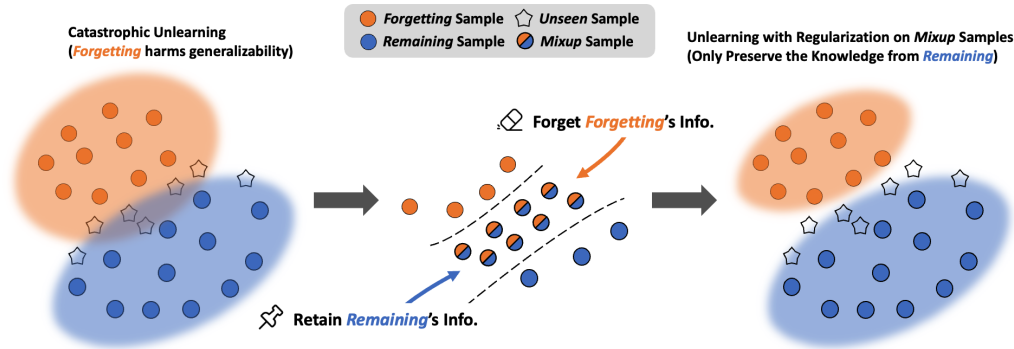 Catastrophic Unlearning
(Forgetting harms generalizability)
Forgetting Sample
Unseen Sample
Remaining Sample
Mixup Sample
Unlearning with Regularization on Mixup Samples
(Only Preserve the Knowledge from Remaining)
Forget Forgetting's Info.
Retain Remaining's Info.